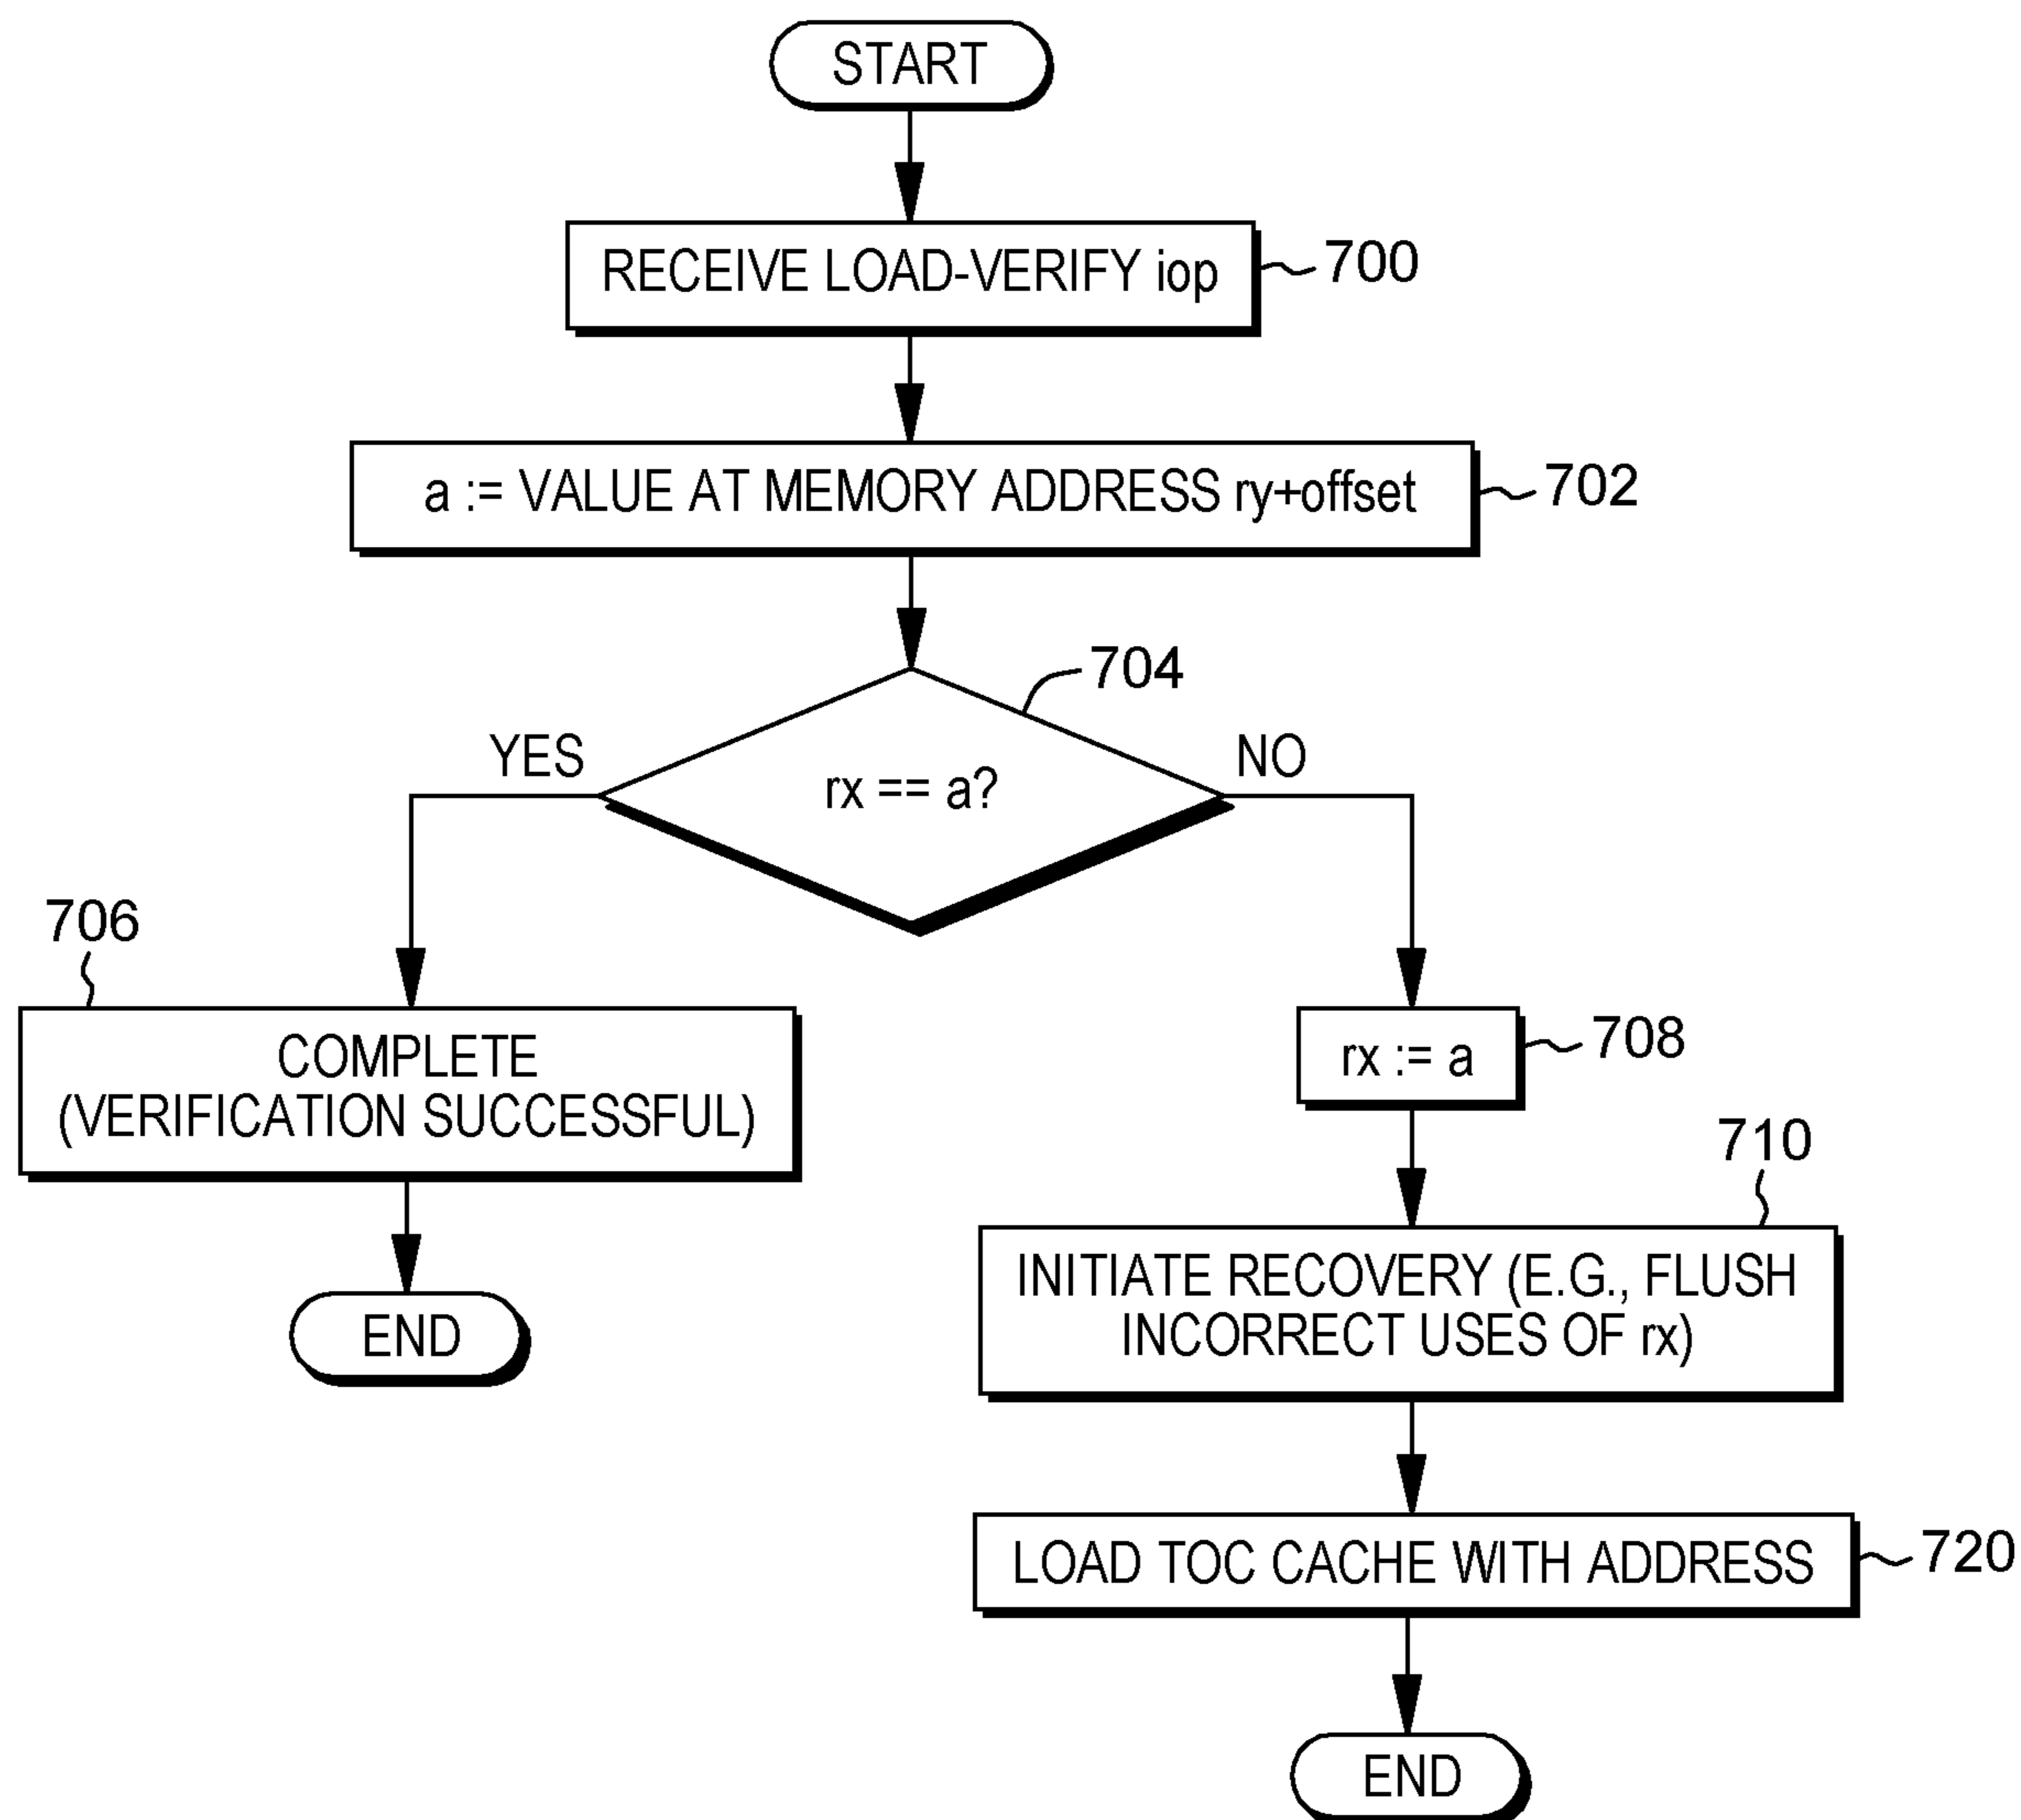 START
RECEIVE LOAD-VERIFY iop
700
a := VALUE AT MEMORY ADDRESS ry+offset
702
704
YES
rx == a?
NO
706
COMPLETE
(VERIFICATION SUCCESSFUL)
END
rx := a
708
710
INITIATE RECOVERY (E.G., FLUSH
INCORRECT USES OF rx)
LOAD TOC CACHE WITH ADDRESS
720
END